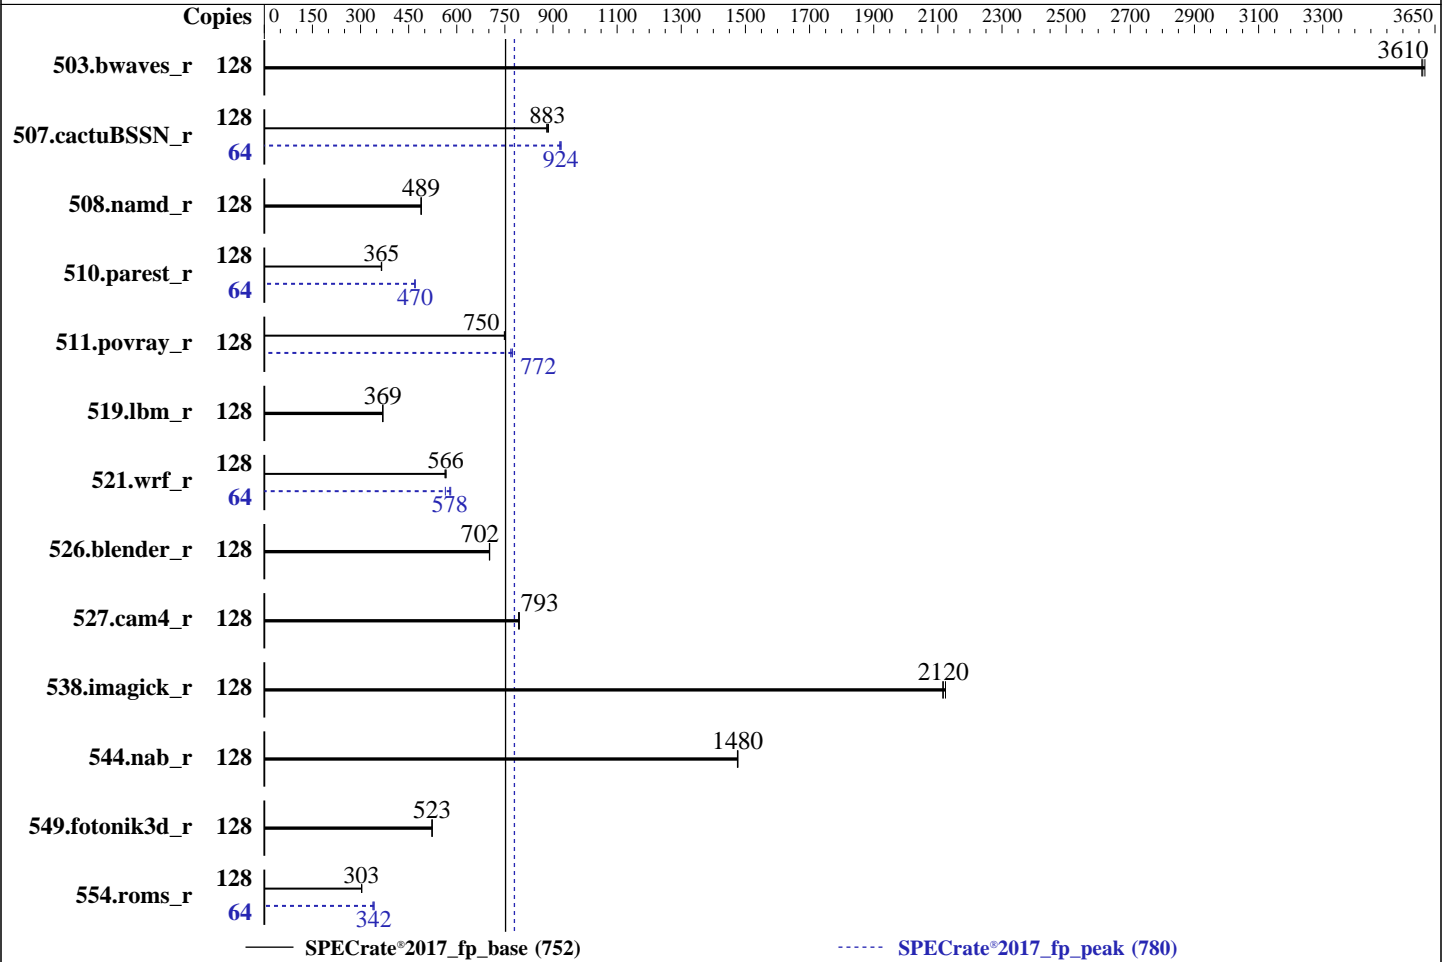 Copies 0 150 300 450 600 750 900 1100 1300 1500 1700 1900 2100 2300 2500 2700 2900 3100 3300 3650
503.bwaves_r 128 3610
507.cactuBSSN_r 128 883
64 924
508.namd_r 128 489
510.parest_r 128 365
64 470
511.povray_r 128 750
772
519.lbm_r 128 369
521.wrf_r 128 566
64 578
526.blender_r 128 702
527.cam4_r 128 793
538.imagick_r 128 2120
544.nab_r 128 1480
549.fotonik3d_r 128 523
554.roms_r 128 303
64 342
SPECrate®2017_fp_base (752) SPECrate®2017_fp_peak (780)